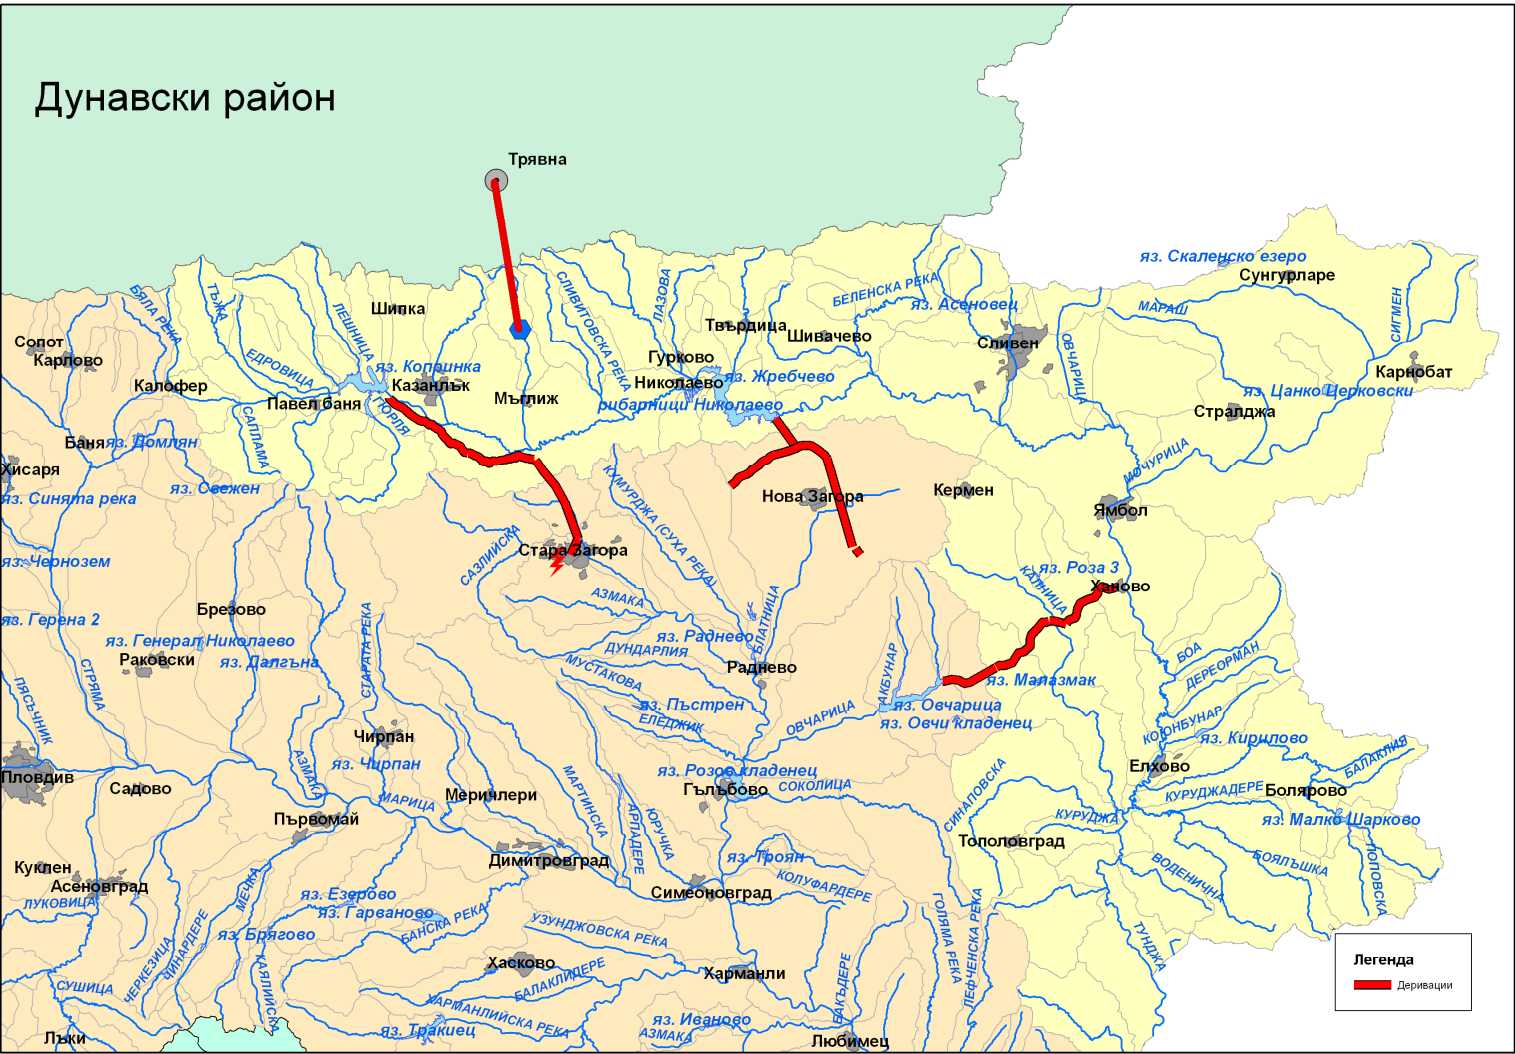 Дунавски район
Трявна
яз. Скаленско езеро
Сунгурларе
БЯЛА РЕКА
ТЪЖА
ЛЕШНИЦА
Шипка
СЛИВИТОВСКА РЕКА
ЛАЗОВА
БЕЛЕНСКА РЕКА
яз. Асеновец
МАРАШ
СИГМЕН
Твърдица
Шивачево
Сливен
ОВЧАРИЦА
Сопот
Карлово
ЕДРОВИЦА
яз. Копринка
Гурково
Калофер
Казанлък
Николаево
яз. Жребчево
Карнобат
яз. Цанко Церковски
Павел баня
ГЮРЛЯ
Мъглиж
рибарници Николаево
Стралджа
САПЛАМА
Баня
яз. Домлян
Хисаря
МОЧУРИЦА
яз. Свежен
яз. Синята река
КУМУРДЖА (СУХА РЕКА)
Нова Загора
Кермен
Ямбол
САЗЛИЙСКА
Стара Загора
яз. Чернозем
КАЛНИЦА
яз. Роза 3
Ханово
АЗМАКА
БЛАТНИЦА
Брезово
яз. Герена 2
СТАРАТА РЕКА
яз. Генерал Николаево
яз. Раднево
Раковски
яз. Далгъна
ДУНДАРЛИЯ
БОА
ДЕРЕОРМАН
СТРЯМА
МУСТАКОВА
Раднево
АКБУНАР
яз. Малазмак
ПЯСЪЧНИК
яз. Пъстрен
яз. Овчарица
ЕЛЕДЖИК
ОВЧАРИЦА
яз. Овчи кладенец
КОЮНБУНАР
Чирпан
яз. Кирилово
АЗМАКА
яз. Чирпан
яз. Розов кладенец
Елхово
БАЛАКЛИЯ
Пловдив
Садово
МАРИЦА
Меричлери
МАРТИНСКА
Гълъбово
СОКОЛИЦА
СИНАПОВСКА
КУРУДЖАДЕРЕ
Болярово
Първомай
АРПАДЕРЕ
ЮРУЧКА
КУРУДЖА
яз. Малко Шарково
Тополовград
Димитровград
яз. Троян
БОЯЛЪШКА
ПОПОВСКА
Куклен
Асеновград
МЕЧКА
Симеоновград
КОЛУФАРДЕРЕ
ВОДЕНИЧНА
ЛУКОВИЦА
яз. Езерово
яз. Гарваново
БАНСКА РЕКА
УЗУНДЖОВСКА РЕКА
ГОЛЯМА РЕКА
ЛЕФЧЕНСКА РЕКА
яз. Брягово
ЧЕРКЕЗИЦА
ЧИНАРДЕРЕ
ТУНДЖА
КАЯЛИЙСКА
Хасково
БАЛАКЛИДЕРЕ
Харманли
БАКЪДЕРЕ
СУШИЦА
ХАРМАНЛИЙСКА РЕКА
яз. Тракиец
яз. Иваново
АЗМАКА
Лъки
Любимец
Легенда
Деривации